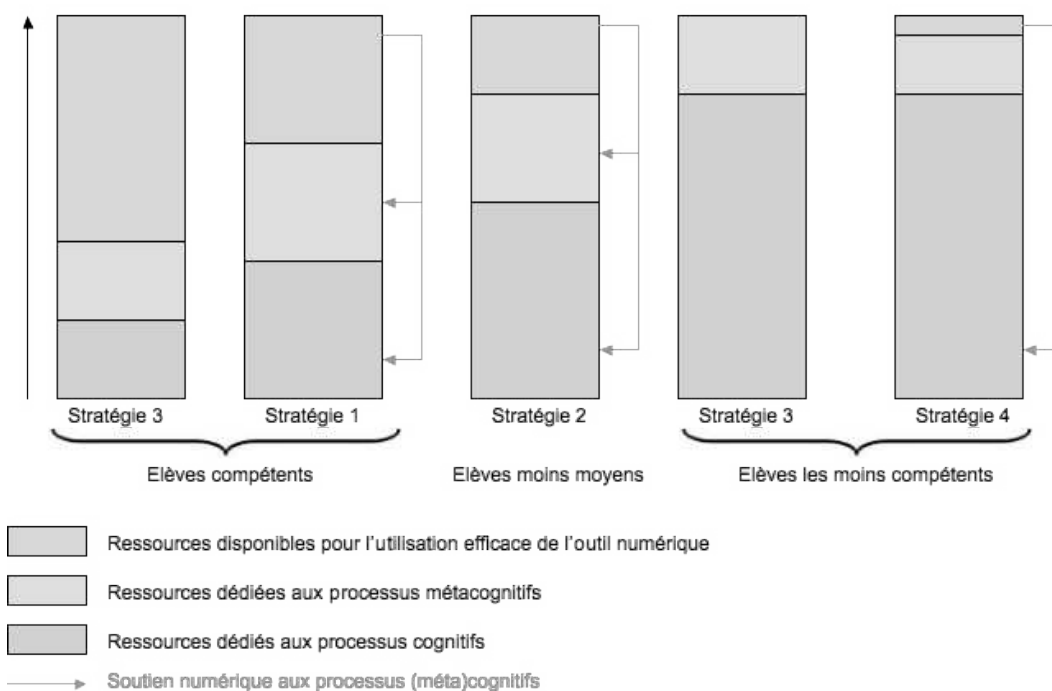 Stratégie 3
Stratégie 1
Stratégie 2
Stratégie 3
Stratégie 4
Elèves compétents
Elèves moins moyens
Elèves les moins compétents
Ressources disponibles pour l'utilisation efficace de l'outil numérique
Ressources dédiées aux processus métacognitifs
Ressources dédiés aux processus cognitifs
Soutien numérique aux processus (méta)cognitifs